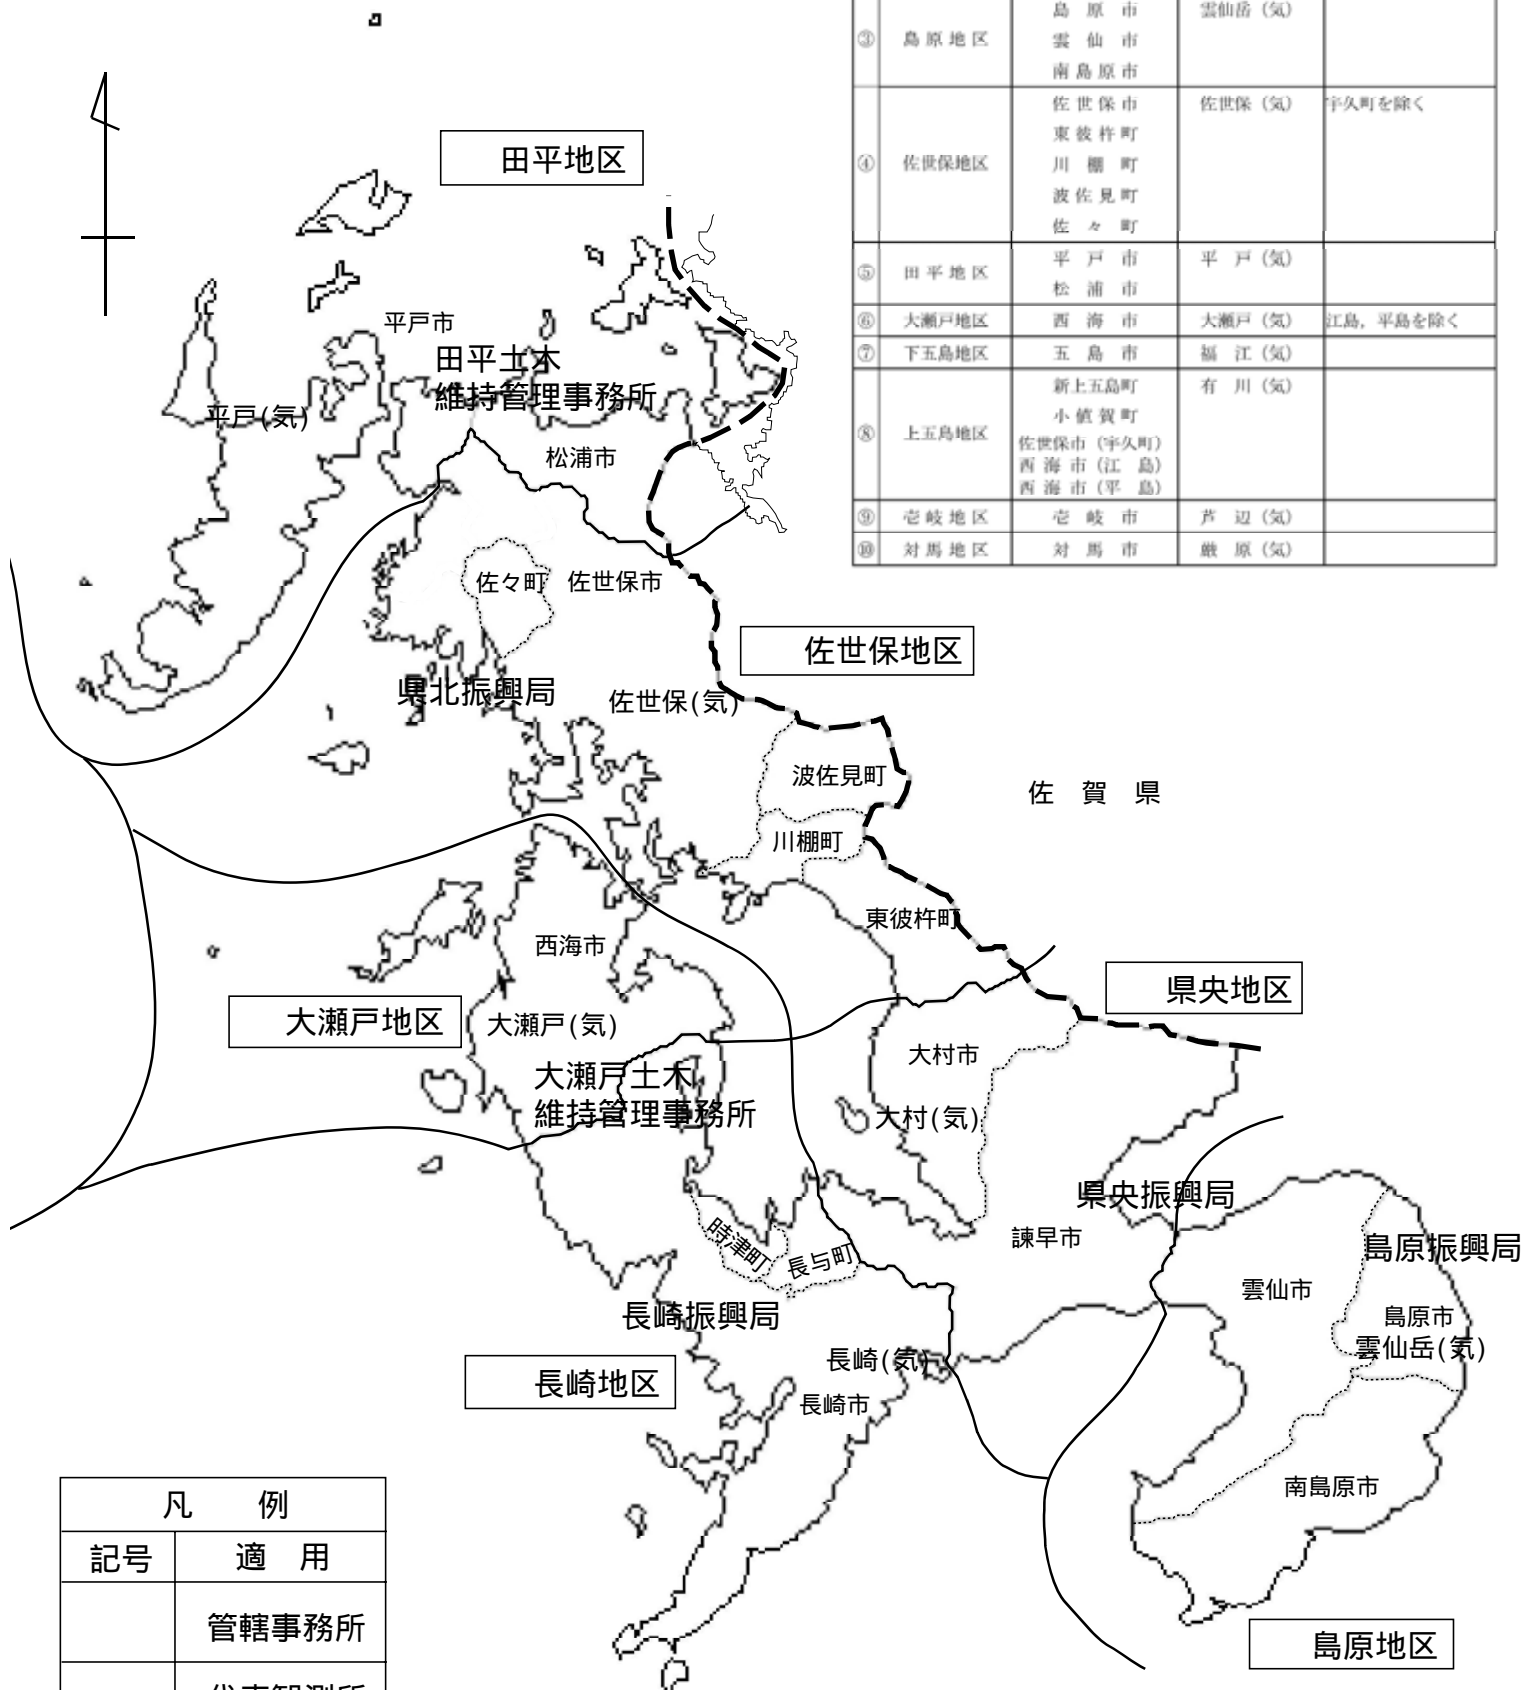 島原市 雲仙岳（気）
③ 島原地区 雲仙市
南島原市
佐世保市 佐世保（気） 宇久町を除く
東彼杵町
④ 佐世保地区 川棚町
波佐見町
佐々町
平戸市 平戸（気）
⑤ 田平地区
松浦市
⑥ 大瀬戸地区 西海市 大瀬戸（気） 江島，平島を除く
⑦ 下五島地区 五島市 福江（気）
新上五島町 有川（気）
小値賀町
⑧ 上五島地区 佐世保市（宇久町）
西海市（江島）
西海市（平島）
⑨ 壱岐地区 壱岐市 芦辺（気）
⑩ 対馬地区 対馬市 厳原（気）
田平地区
平戸市
田平土木
維持管理事務所
平戸(気)
松浦市
佐々町 佐世保市
佐世保地区
県北振興局 佐世保(気)
波佐見町
佐 賀 県
川棚町
東彼杵町
西海市
県央地区
大瀬戸地区 大瀬戸(気)
大村市
大瀬戸土木
維持管理事務所
大村(気)
県央振興局
諫早市
時津町
長与町
島原振興局
雲仙市
長崎振興局
島原市
雲仙岳(気)
長崎(気)
長崎地区
長崎市
南島原市
凡 例
記号 適 用
管轄事務所
島原地区
代表観測所